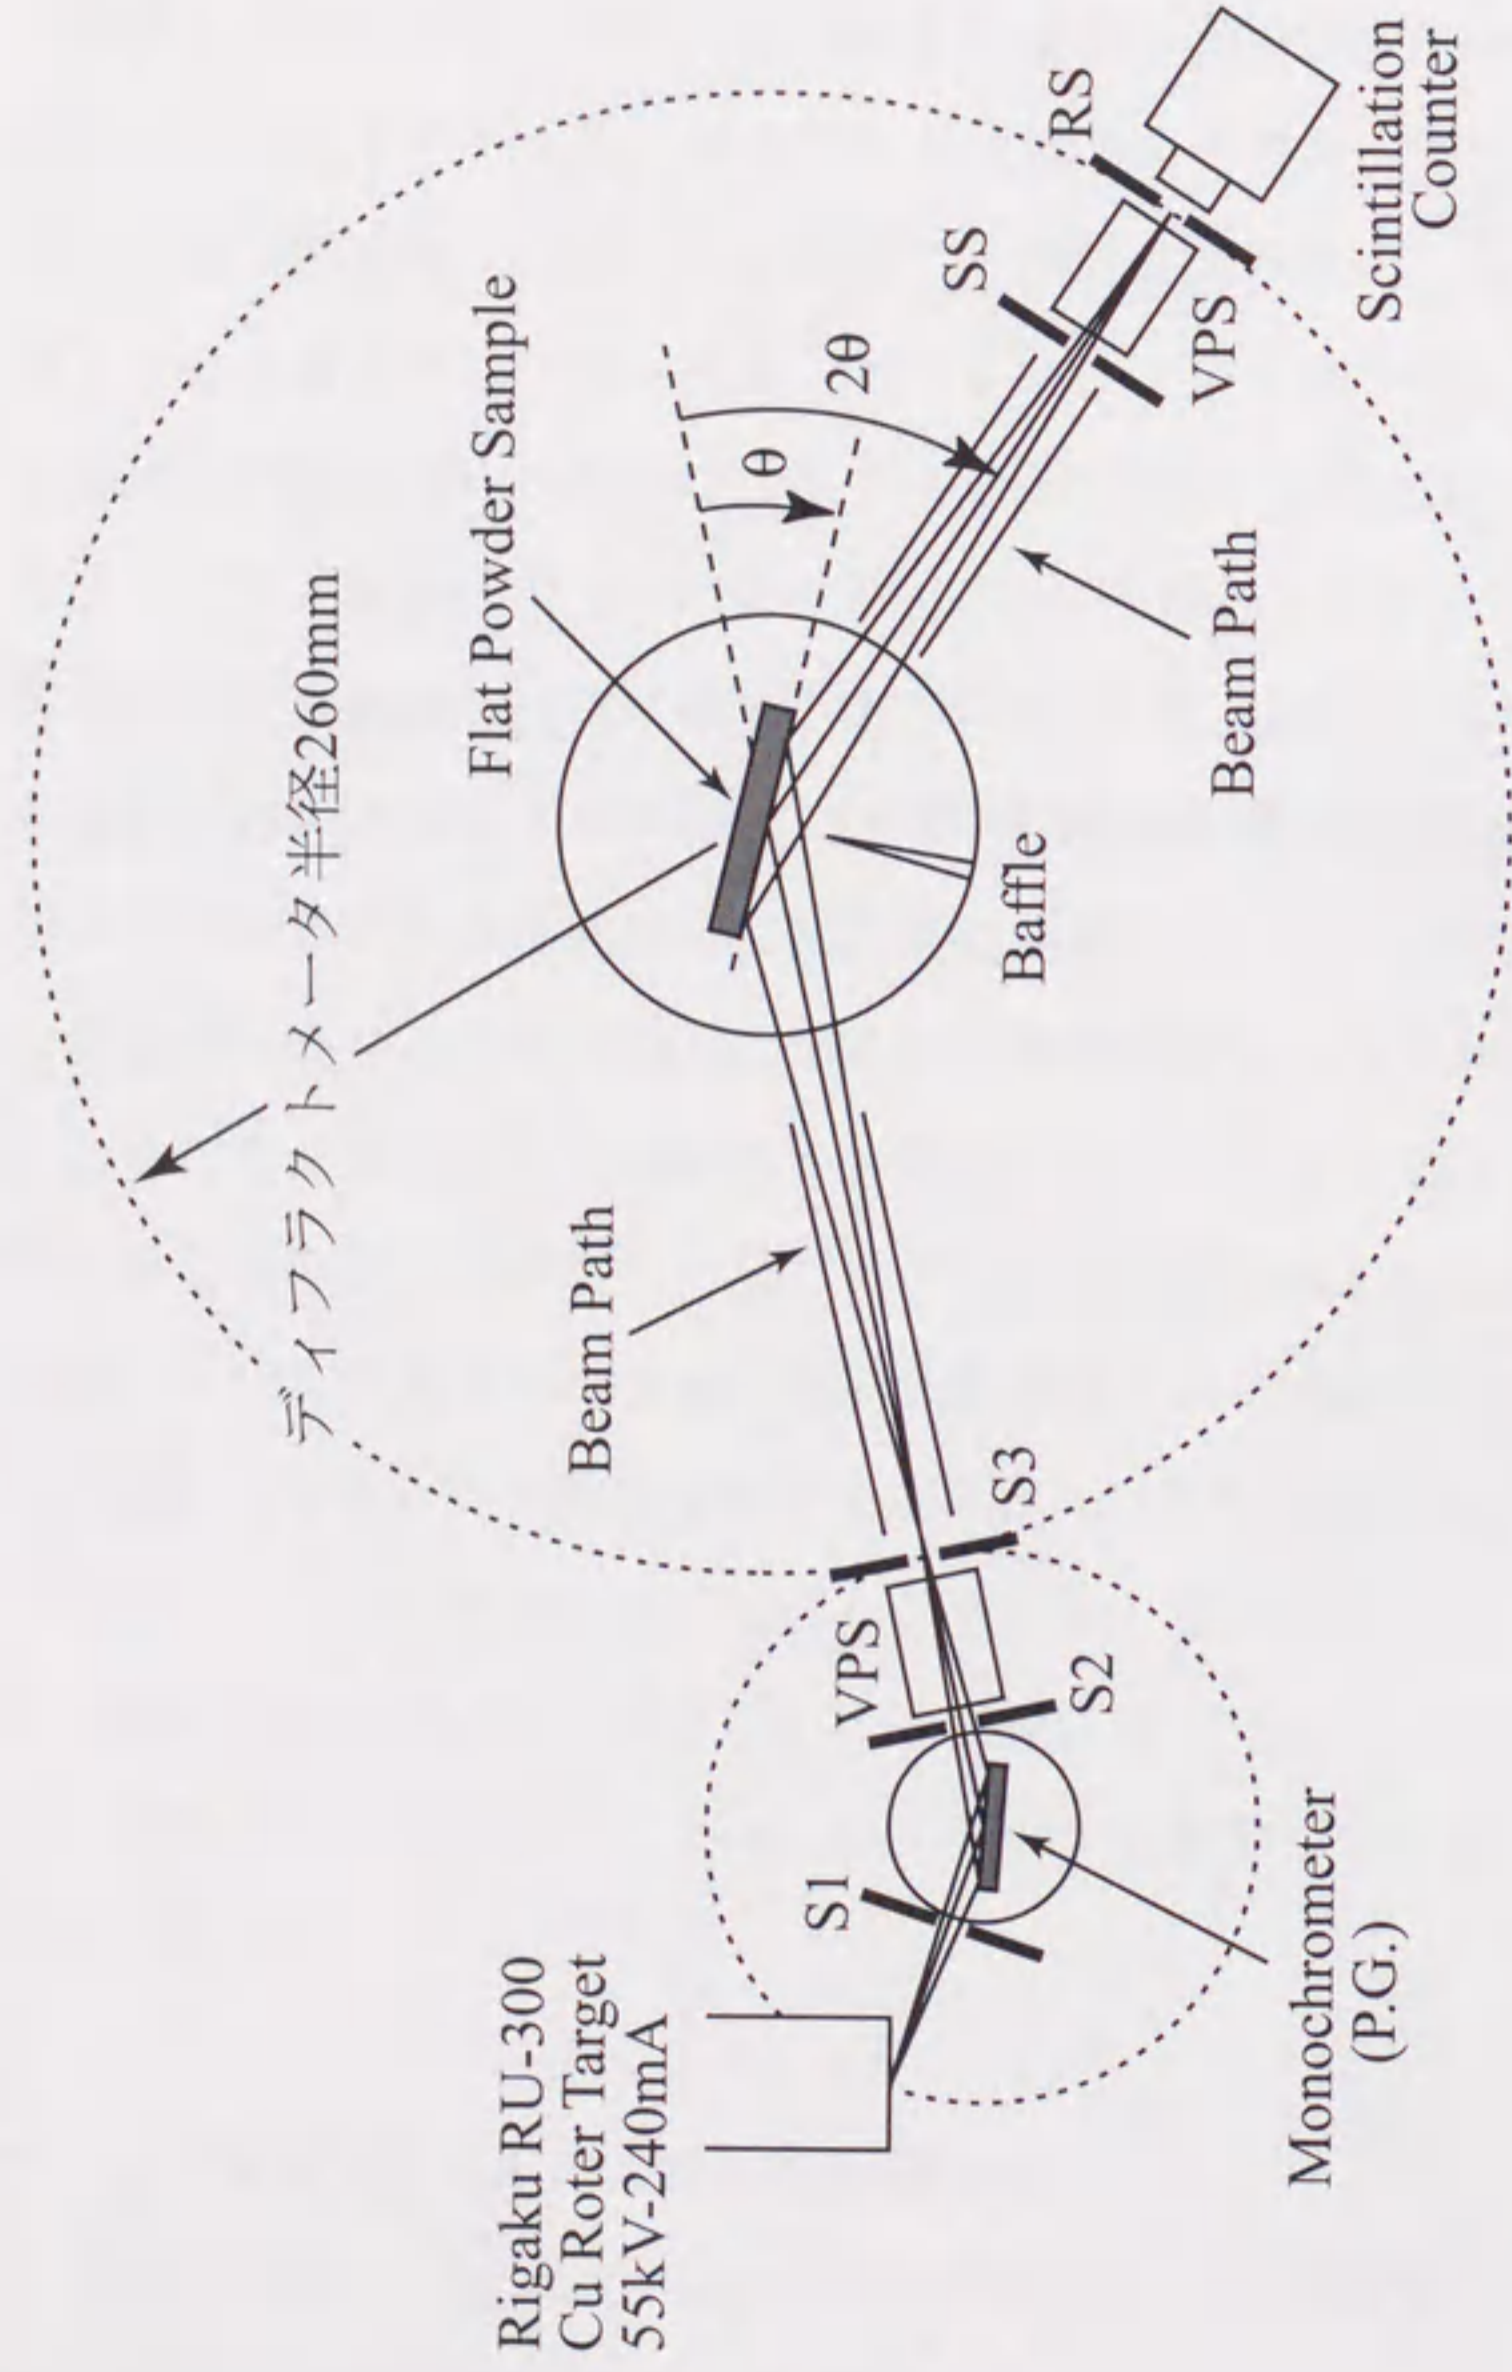 Rigaku RU-300
Cu Roter Target
55kV-240mA
S1
Monochrometer
(P.G.)
VPS
S2
S3
Beam Path
ディフラクトメータ半径260mm
Flat Powder Sample
Baffle
θ
2θ
Beam Path
SS
VPS
RS
Scintillation
Counter